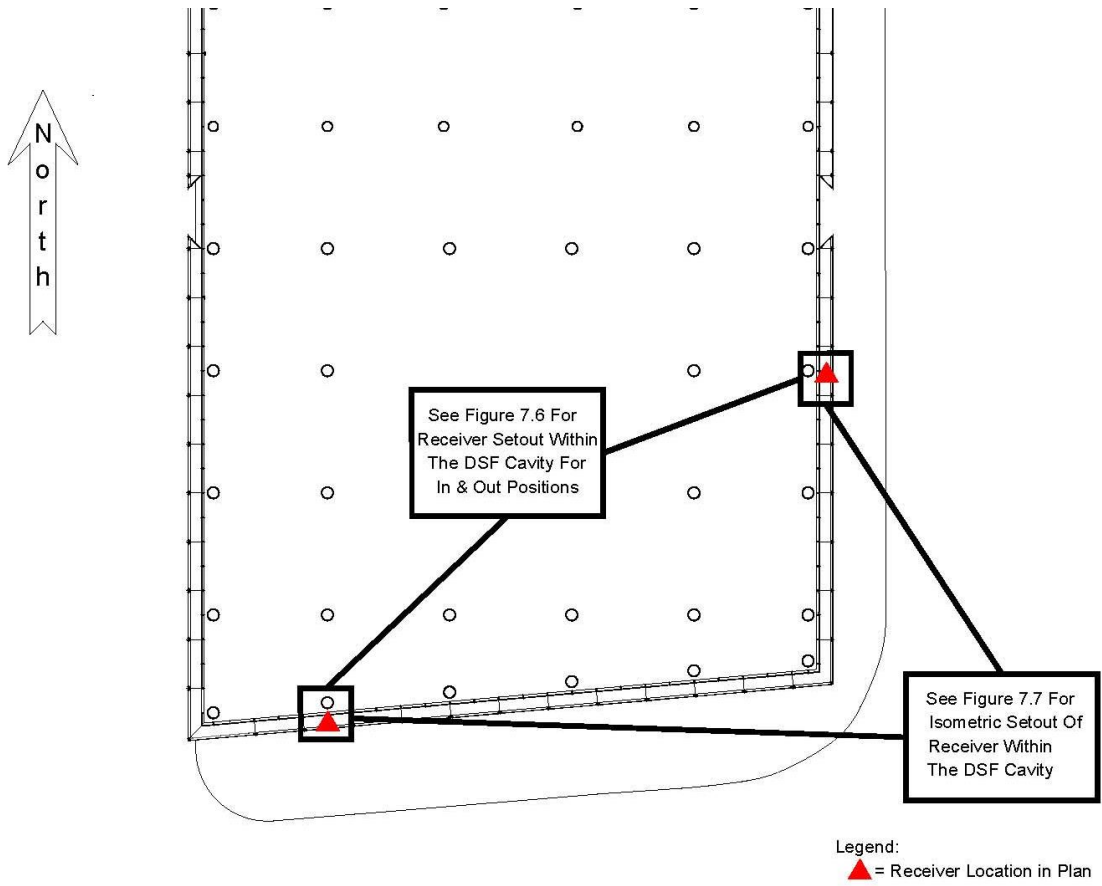 North
See Figure 7.6 For
Receiver Setout Within
The DSF Cavity For
In & Out Positions
See Figure 7.7 For
Isometric Setout Of
Receiver Within
The DSF Cavity
Legend:
= Receiver Location in Plan